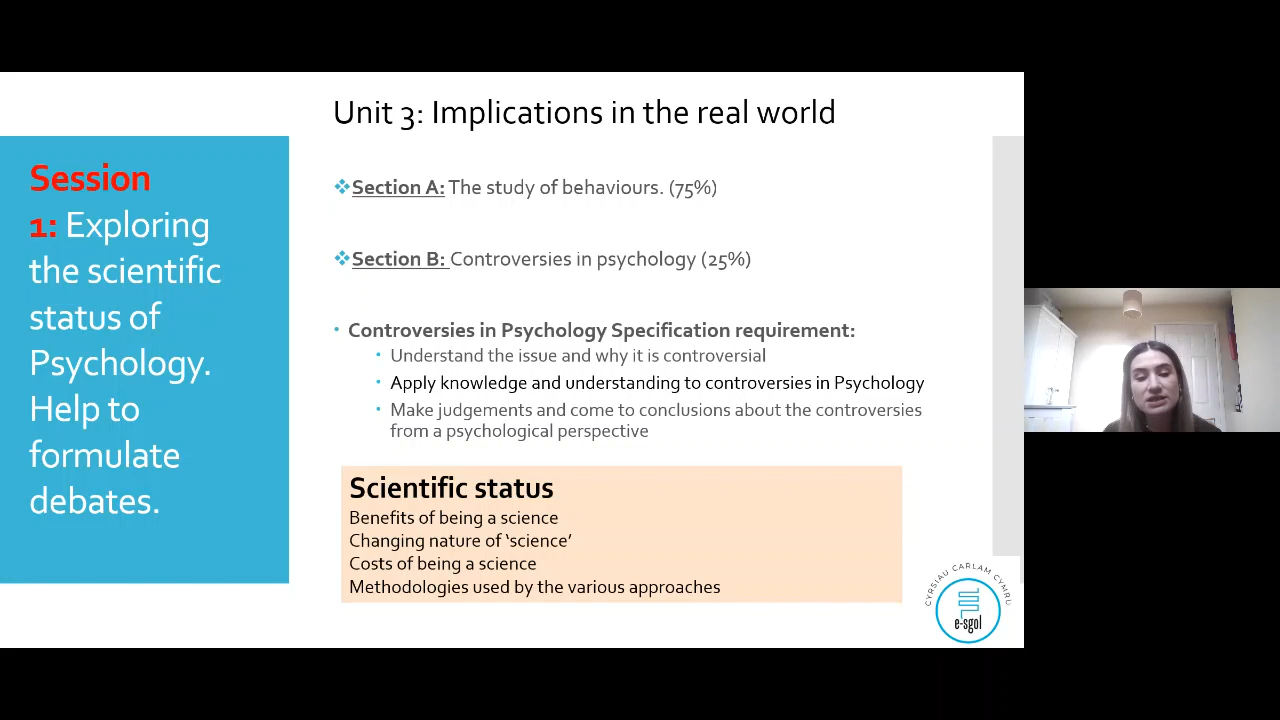 Unit 3: Implications in the real world
Session
1: Exploring
the scientific
status of
Psychology.
Help to
formulate
debates.
Section A: The study of behaviours. (75%)
Section B: Controversies in psychology (25%)
Controversies in Psychology Specification requirement:
Understand the issue and why it is controversial
Apply knowledge and understanding to controversies in Psychology
Make judgements and come to conclusions about the controversies
from a psychological perspective
Scientific status
Benefits of being a science
Changing nature of ‘science’
Costs of being a science
Methodologies used by the various approaches
CYRSIAU CARLAM CYMRU
e-sgol